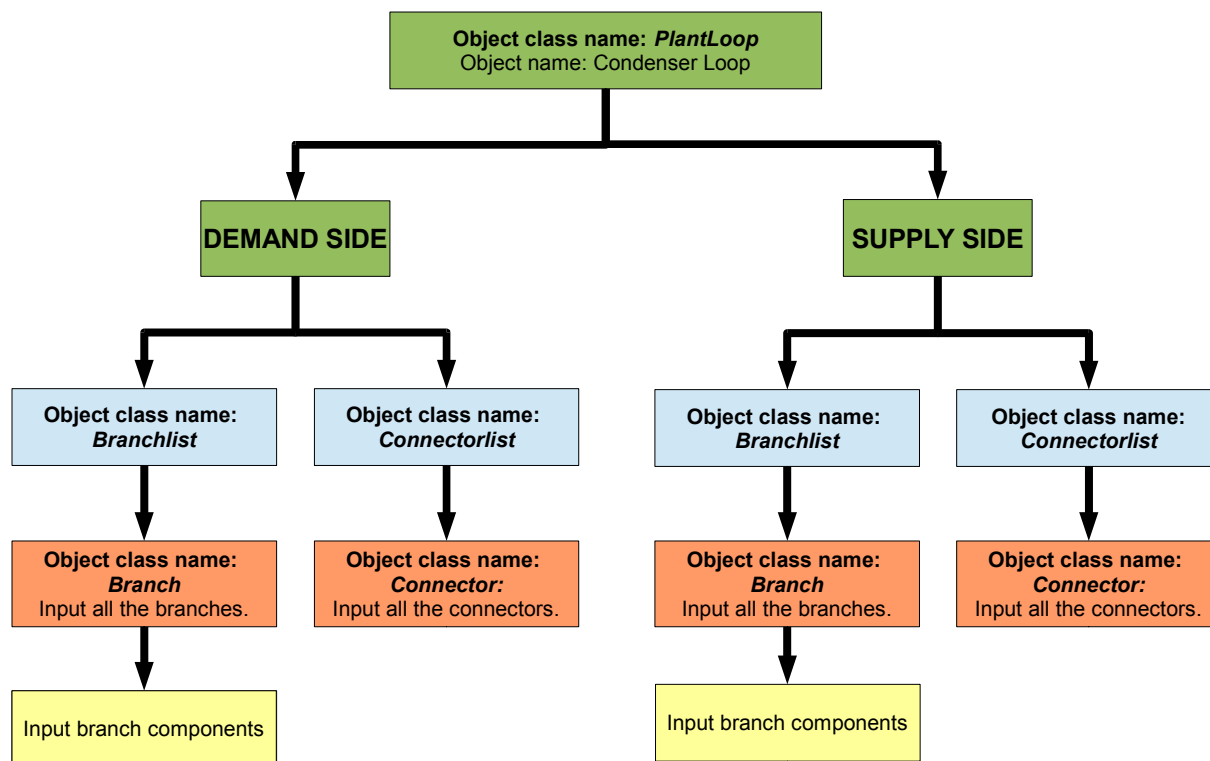 Object class name: PlantLoop
Object name: Condenser Loop
DEMAND SIDE
SUPPLY SIDE
Object class name:
Branchlist
Object class name:
Connectorlist
Object class name:
Branchlist
Object class name:
Connectorlist
Object class name:
Branch
Input all the branches.
Object class name:
Connector:
Input all the connectors.
Object class name:
Branch
Input all the branches.
Object class name:
Connector:
Input all the connectors.
Input branch components
Input branch components